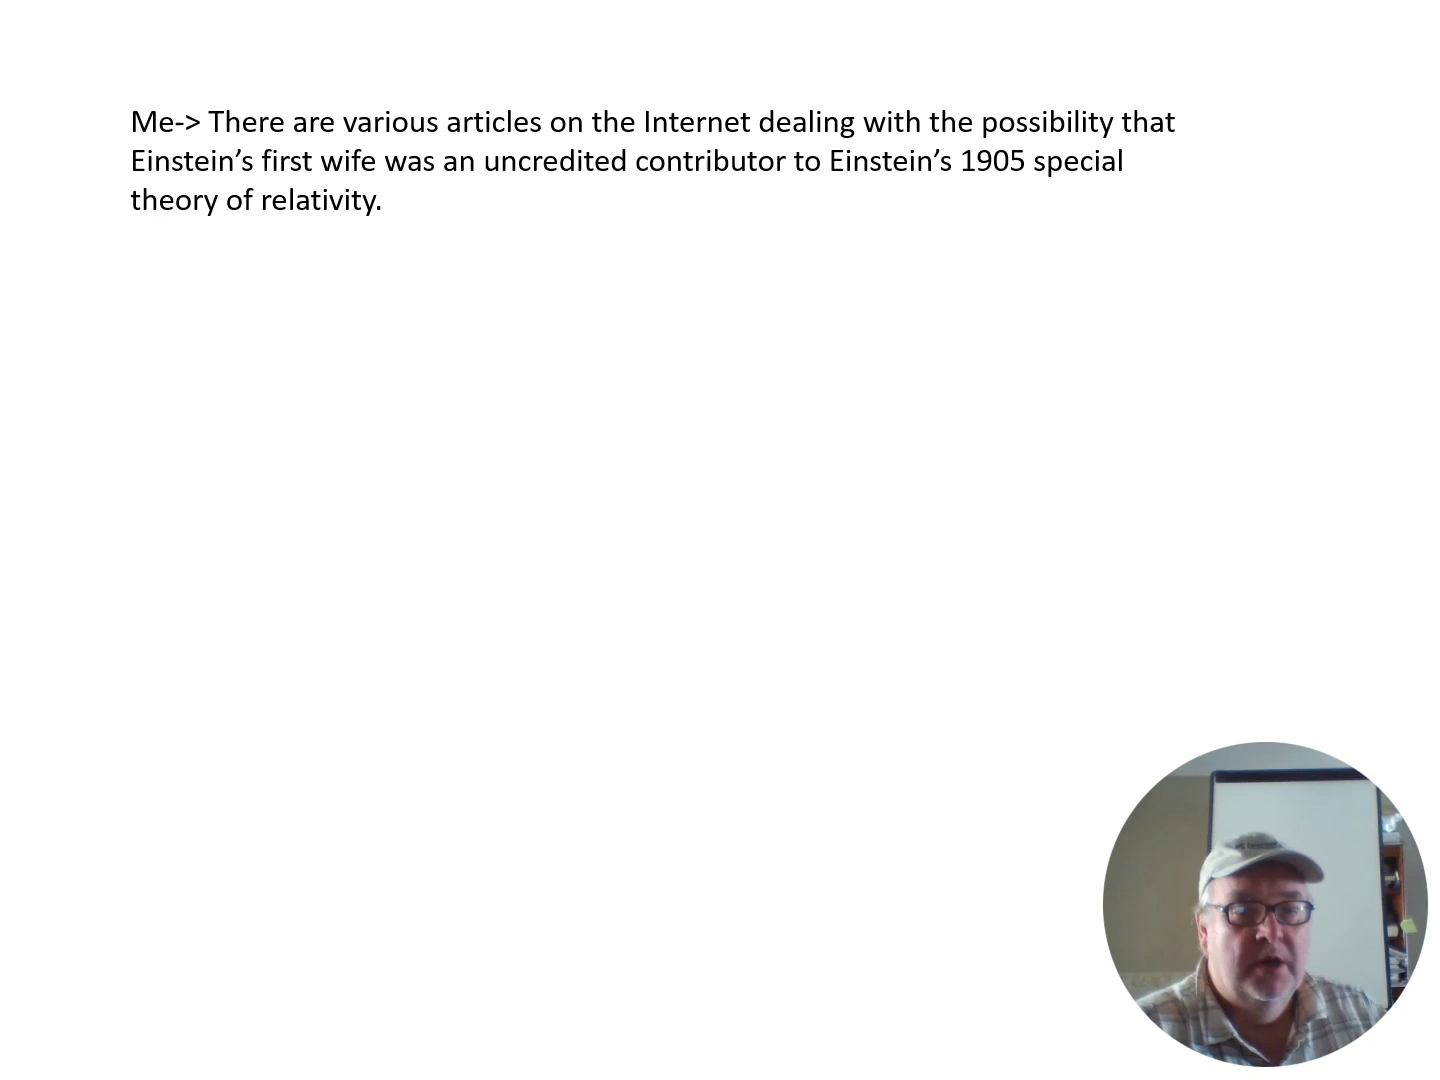 Me-> There are various articles on the Internet dealing with the possibility that
Einstein’s first wife was an uncredited contributor to Einstein’s 1905 special
theory of relativity.